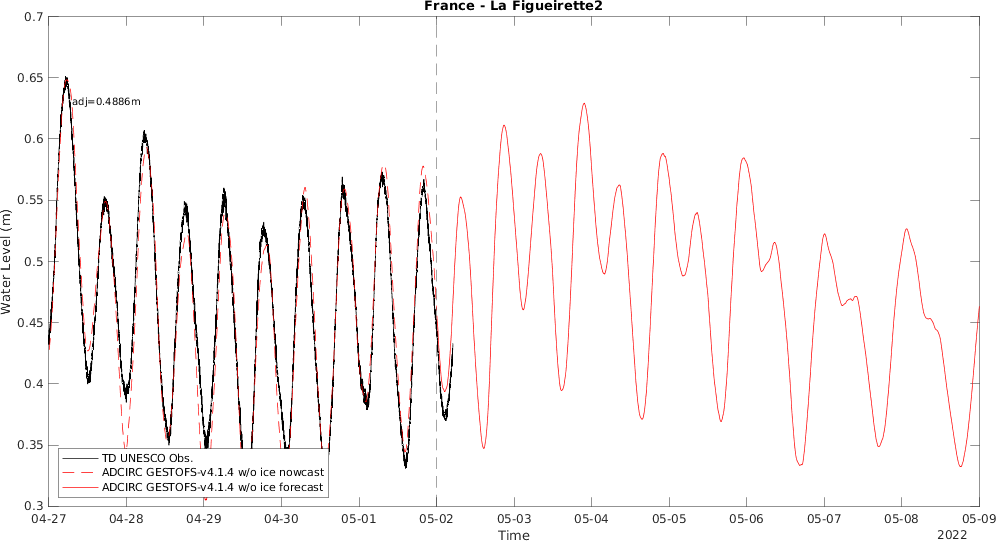 France - La Figueirette2
0.7
0.65
0.6
0.55
0.5
0.45
0.4
0.35
0.3
Water Level (m)
adj=0.4886m
TD UNESCO Obs.
ADCIRC GESTOFS-v4.1.4 w/o ice nowcast
ADCIRC GESTOFS-v4.1.4 w/o ice forecast
04-27 04-28 04-29 04-30 05-01 05-02 05-03 05-04 05-05 05-06 05-07 05-08 05-09
Time
2022